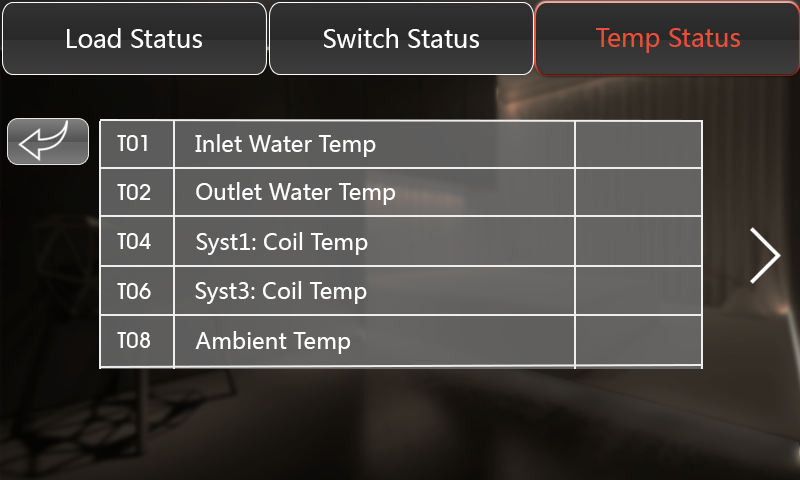 Load Status Switch Status Temp Status
T01 Inlet Water Temp
T02 Outlet Water Temp
T04 Syst1: Coil Temp
T06 Syst3: Coil Temp
T08 Ambient Temp